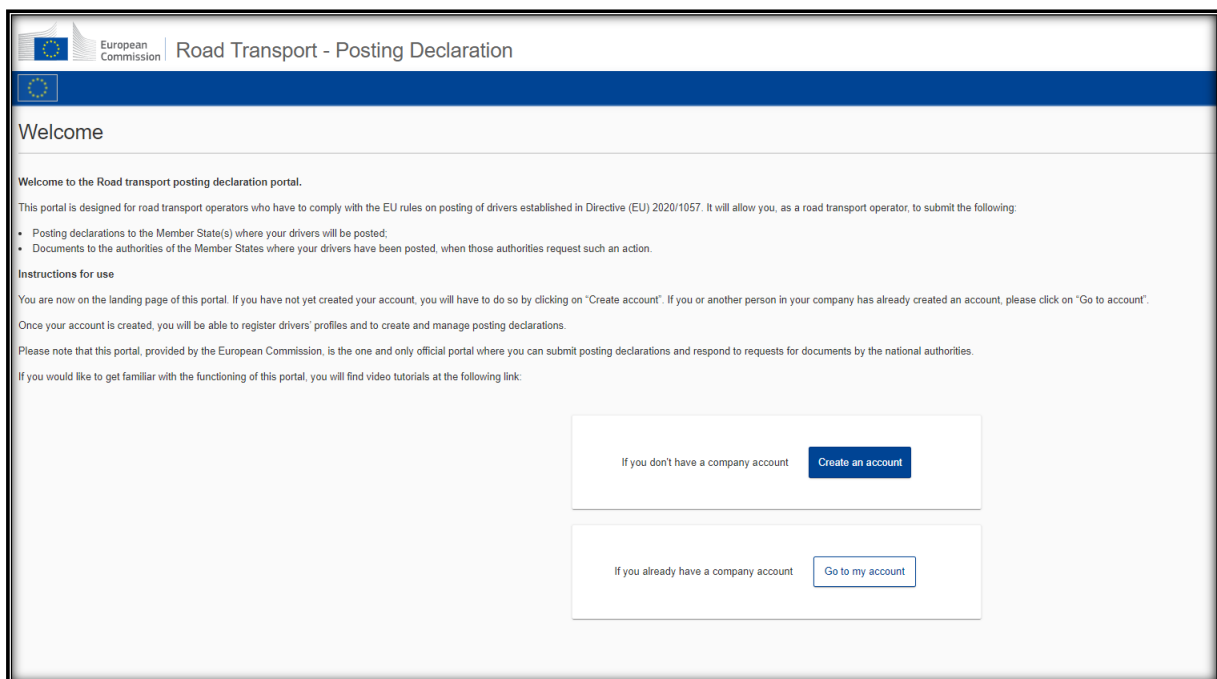 European
Commission
Road Transport - Posting Declaration
Welcome
Welcome to the Road transport posting declaration portal.
This portal is designed for road transport operators who have to comply with the EU rules on posting of drivers established in Directive (EU) 2020/1057. It will allow you, as a road transport operator, to submit the following:
• Posting declarations to the Member State(s) where your drivers will be posted;
• Documents to the authorities of the Member States where your drivers have been posted, when those authorities request such an action.
Instructions for use
You are now on the landing page of this portal. If you have not yet created your account, you will have to do so by clicking on “Create account”. If you or another person in your company has already created an account, please click on “Go to account”.
Once your account is created, you will be able to register drivers’ profiles and to create and manage posting declarations.
Please note that this portal, provided by the European Commission, is the one and only official portal where you can submit posting declarations and respond to requests for documents by the national authorities.
If you would like to get familiar with the functioning of this portal, you will find video tutorials at the following link:
If you don't have a company account
Create an account
If you already have a company account
Go to my account